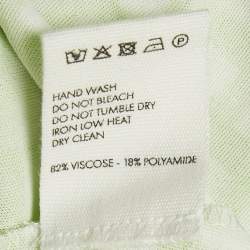 HAND WASH
DO NOT BLEACH
DO NOT TUMBLE DRY
IRON LOW HEAT
DRY CLEAN
82% VISCOSE - 18% POLYAMIDE